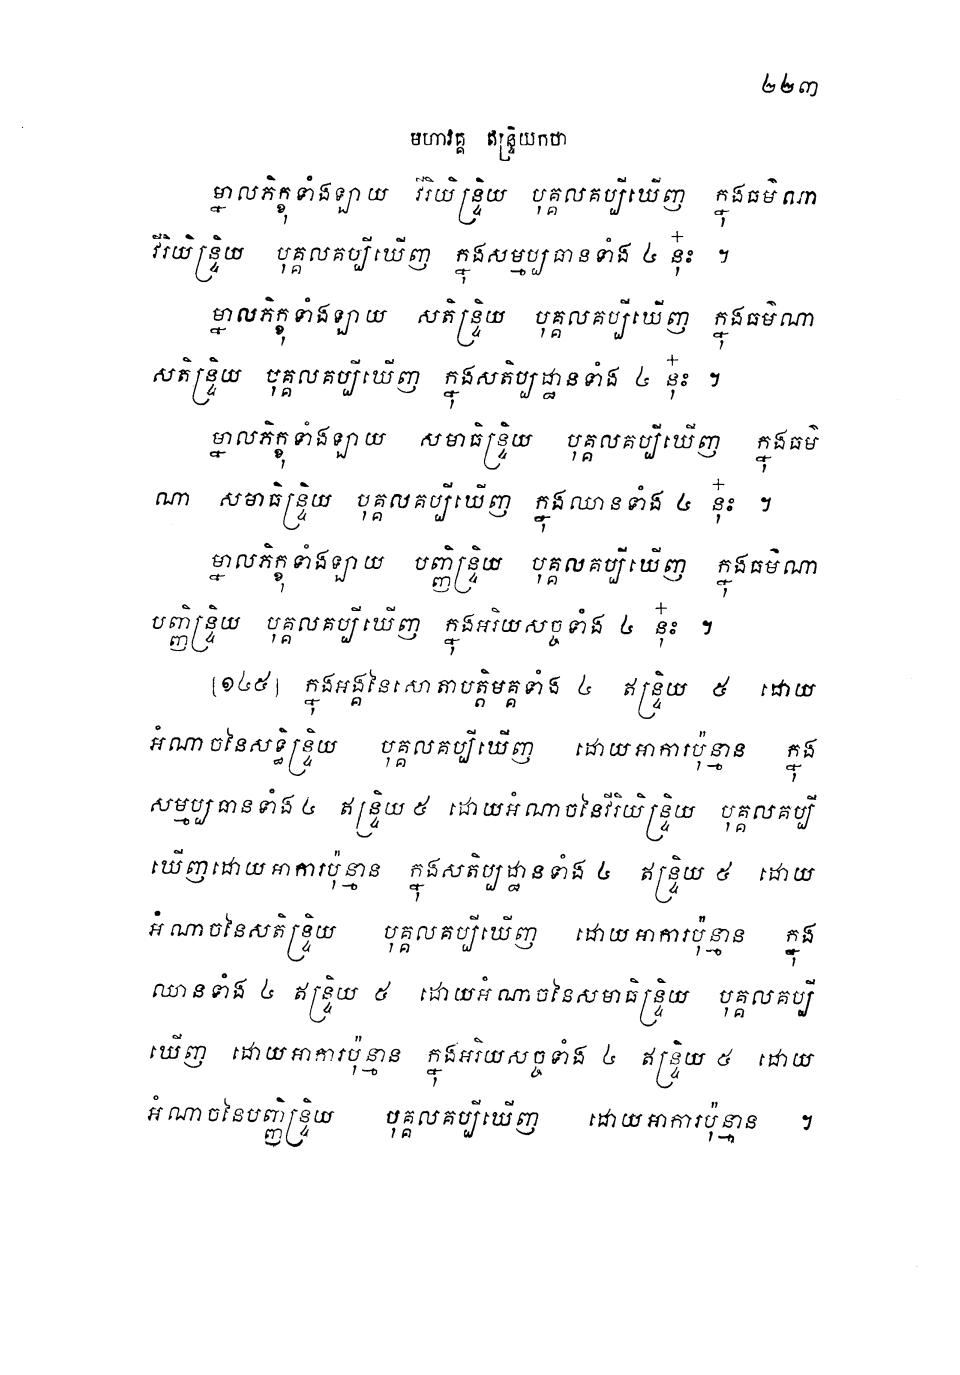 ២២៣
មហាវគ្គ ឥន្ទ្រិយកថា
ម្នាលភិក្ខុទាំងឡាយ វីរិយិន្ទ្រិយ បុគ្គលគប្បីឃើញ ក្នុងធម៌ណា
វីរិយិន្ទ្រិយ បុគ្គលគប្បីឃើញ ក្នុងសម្មប្បធានទាំង ៤ នុ៎ះ ។
ម្នាលភិក្ខុទាំងឡាយ សតិន្ទ្រិយ បុគ្គលគប្បីឃើញ ក្នុងធម៌ណា
សតិន្ទ្រិយ បុគ្គលគប្បីឃើញ ក្នុងសតិប្បដ្ឋានទាំង ៤ នុ៎ះ ។
ម្នាលភិក្ខុទាំងឡាយ សមាធិន្ទ្រិយ បុគ្គលគប្បីឃើញ ក្នុងធម៌
ណា សមាធិន្ទ្រិយ បុគ្គលគប្បីឃើញ ក្នុងឈានទាំង ៤ នុ៎ះ ។
ម្នាលភិក្ខុទាំងឡាយ បញ្ញិន្ទ្រិយ បុគ្គលគប្បីឃើញ ក្នុងធម៌ណា
បញ្ញិន្ទ្រិយ បុគ្គលគប្បីឃើញ ក្នុងអរិយសច្ចទាំង ៤ នុ៎ះ ។
[១៤៥] ក្នុងអង្គនៃសោតាបត្តិមគ្គទាំង ៤ ឥន្ទ្រិយ ៥ ដោយ
អំណាចនៃសទ្ធិន្ទ្រិយ បុគ្គលគប្បីឃើញ ដោយអាការប៉ុន្មាន ក្នុង
សម្មប្បធានទាំង ៤ ឥន្ទ្រិយ ៥ ដោយអំណាចនៃវីរិយិន្ទ្រិយ បុគ្គលគប្បី
ឃើញដោយអាការប៉ុន្មាន ក្នុងសតិប្បដ្ឋានទាំង ៤ ឥន្ទ្រិយ ៥ ដោយ
អំណាចនៃសតិន្ទ្រិយ បុគ្គលគប្បីឃើញ ដោយអាការប៉ុន្មាន ក្នុង
ឈានទាំង ៤ ឥន្ទ្រិយ ៥ ដោយអំណាចនៃសមាធិន្ទ្រិយ បុគ្គលគប្បី
ឃើញ ដោយអាការប៉ុន្មាន ក្នុងអរិយសច្ចទាំង ៤ ឥន្ទ្រិយ ៥ ដោយ
អំណាចនៃបញ្ញិន្ទ្រិយ បុគ្គលគប្បីឃើញ ដោយអាការប៉ុន្មាន ។